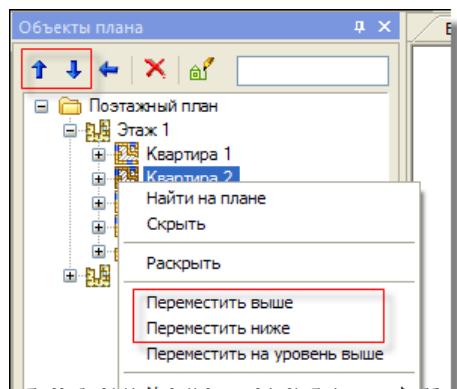 Объекты плана
Поэтажный план
Этаж 1
Квартира 1
Квартира 2
Найти на плане
Скрыть
Раскрыть
Переместить выше
Переместить ниже
Переместить на уровень выше